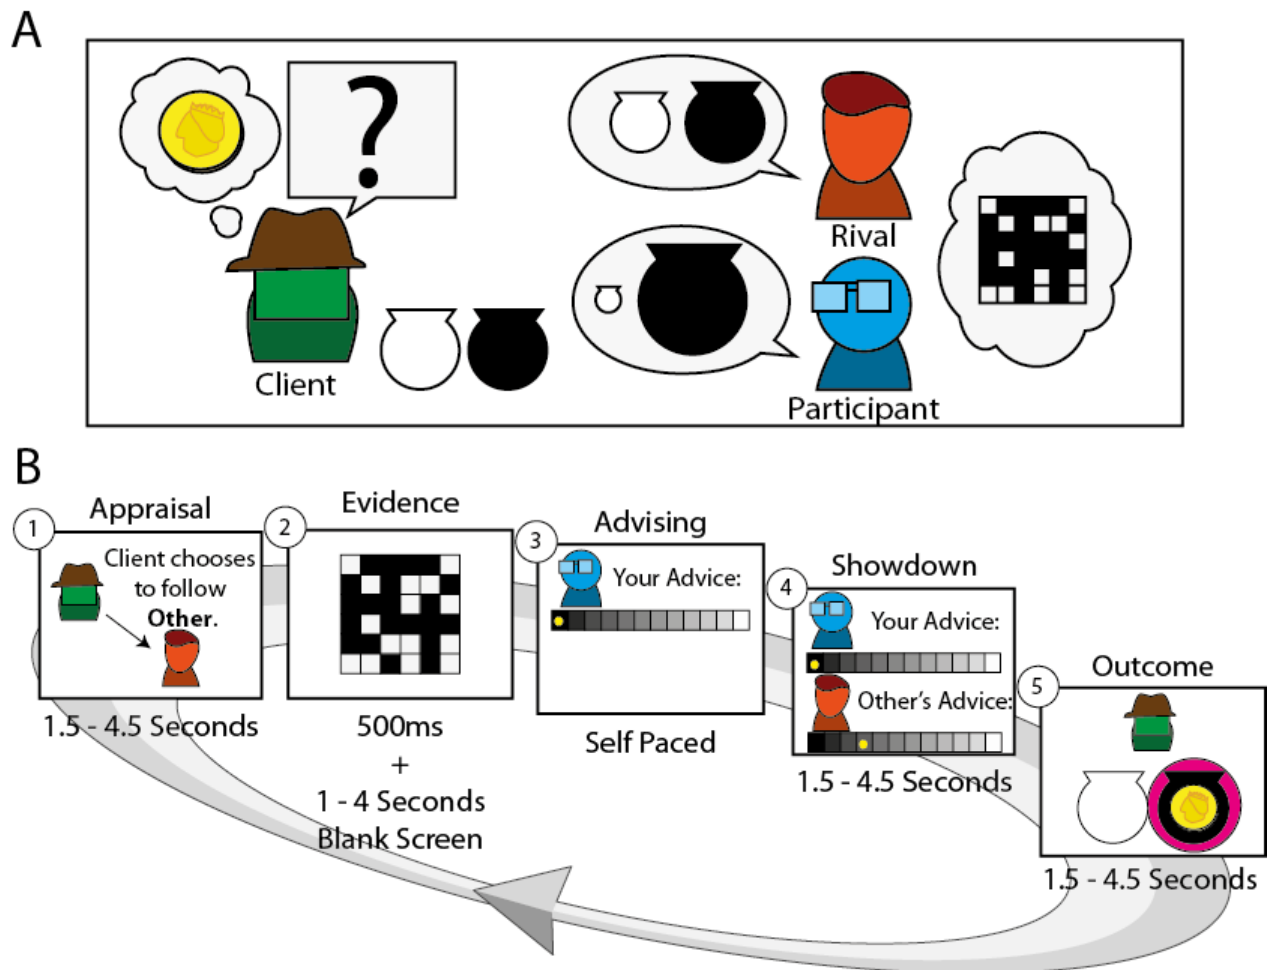 A
?
Rival
Client
Participant
B
1
Appraisal
Client chooses
to follow
Other.
1.5 - 4.5 Seconds
2
Evidence
500ms
+
1 - 4 Seconds
Blank Screen
3
Advising
Your Advice:
Self Paced
4
Showdown
Your Advice:
Other's Advice:
1.5 - 4.5 Seconds
5
Outcome
1.5 - 4.5 Seconds